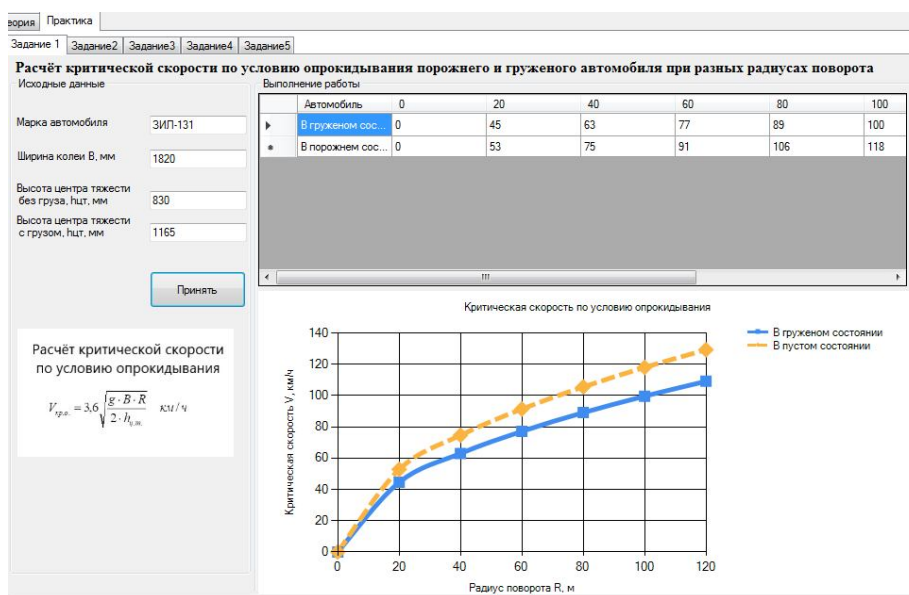 еория Практика
Задание 1 Задание2 Задание3 Задание4 Задание5
Расчёт критической скорости по условию опрокидывания порожнего и груженого автомобиля при разных радиусах поворота
Исходные данные
Марка автомобиля ЗИЛ-131
Ширина колеи В, мм 1820
Высота центра тяжести
без груза, hцт, мм 830
Высота центра тяжести
с грузом, hцт, мм 1165
Принять
Расчёт критической скорости
по условию опрокидывания
Vкр.о. = 3,6 √(g · B · R / 2 · hц.т.) км / ч
Выполнение работы
Автомобиль 0 20 40 60 80 100
В груженом сос... 0 45 63 77 89 100
В порожнем сос... 0 53 75 91 106 118
Критическая скорость по условию опрокидывания
Критическая скорость V, км/ч
140
120
100
80
60
40
20
0
0 20 40 60 80 100 120
Радиус поворота R, м
В груженом состоянии
В пустом состоянии